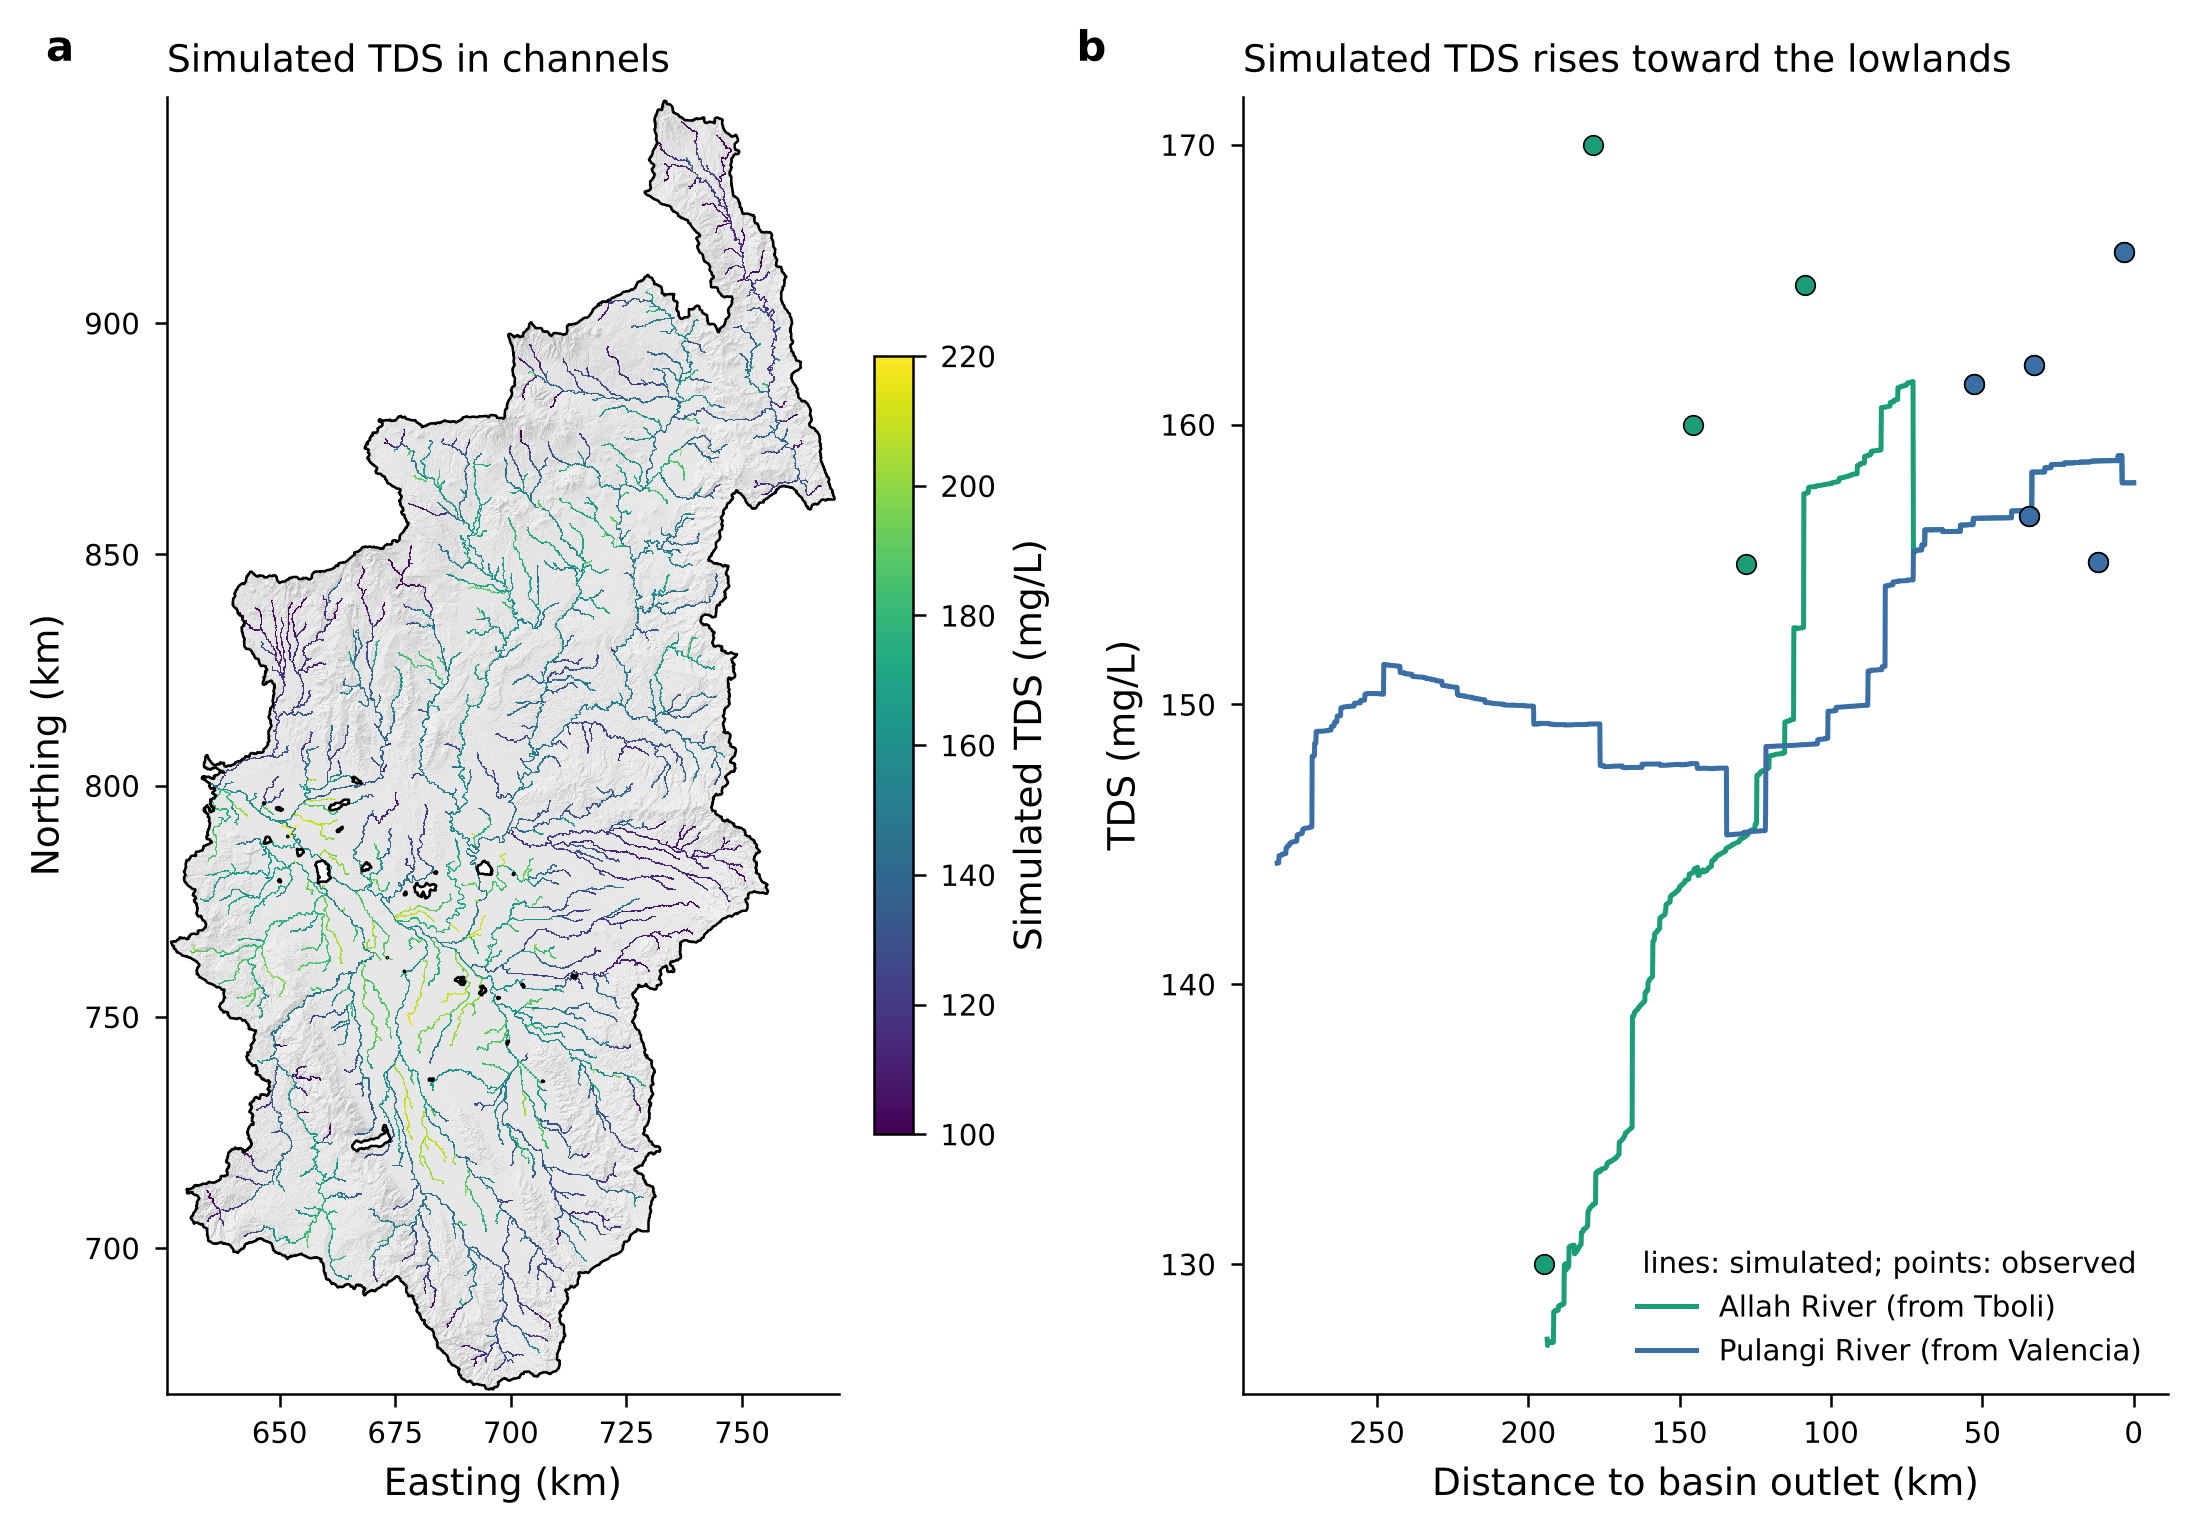 a
Simulated TDS in channels
900
850
800
750
700
Northing (km)
650
675
700
725
750
Easting (km)
220
200
180
160
140
120
100
Simulated TDS (mg/L)
b
Simulated TDS rises toward the lowlands
170
160
150
140
130
TDS (mg/L)
lines: simulated; points: observed
Allah River (from Tboli)
Pulangi River (from Valencia)
250
200
150
100
50
0
Distance to basin outlet (km)